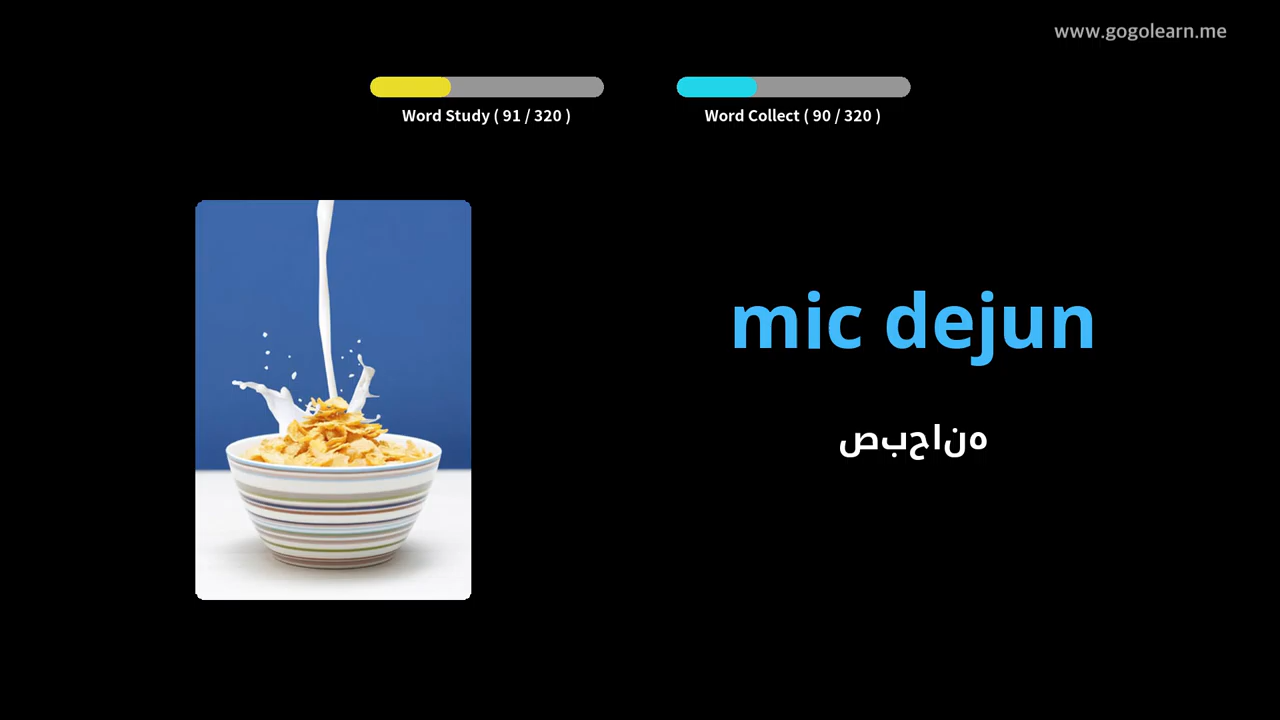 www.gogolearn.me
Word Study ( 91 / 320 )
Word Collect ( 90 / 320 )
mic dejun
صبحانه